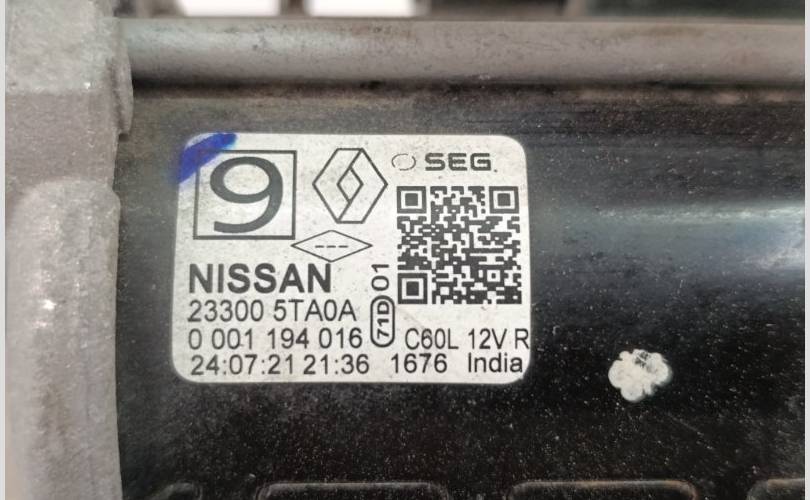 9
SEG
---
NISSAN
23300 5TA0A
71D 01
0 001 194 016
C60L 12V R
24:07:21 21:36 1676 India